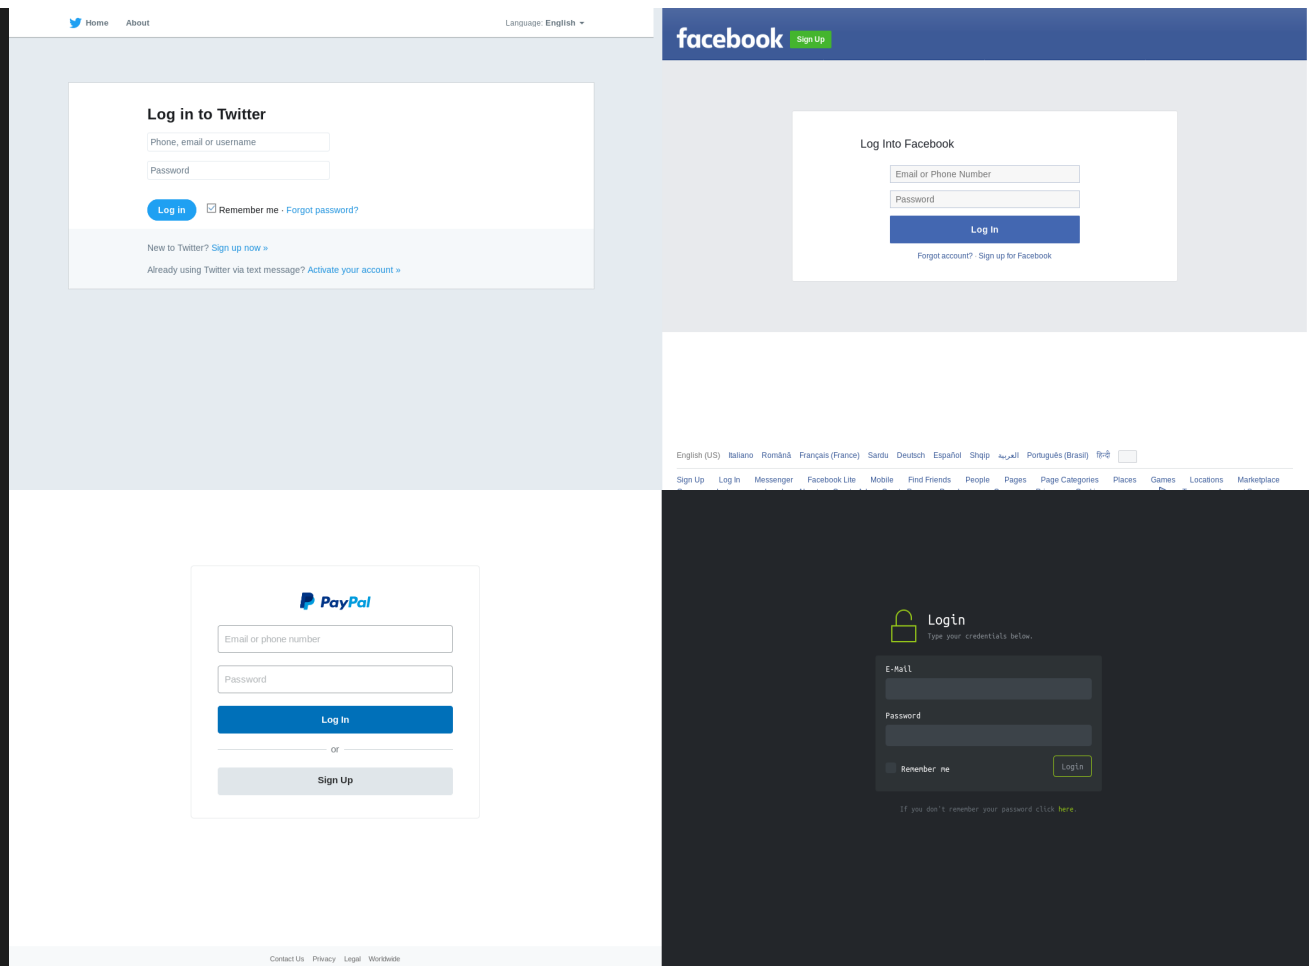 Home About Language: English
Log in to Twitter
Phone, email or username
Password
Log in Remember me · Forgot password?
New to Twitter? Sign up now »
Already using Twitter via text message? Activate your account »
facebook Sign Up
Log Into Facebook
Email or Phone Number
Password
Log In
Forgot account? · Sign up for Facebook
English (US) Italiano Română Français (France) Sardu Deutsch Español Shqip العربية Português (Brasil) हिन्दी
Sign Up Log In Messenger Facebook Lite Mobile Find Friends People Pages Page Categories Places Games Locations Marketplace
PayPal
Email or phone number
Password
Log In
or
Sign Up
Contact Us Privacy Legal Worldwide
Login
Type your credentials below.
E-Mail
Password
Remember me Login
If you don't remember your password click here.